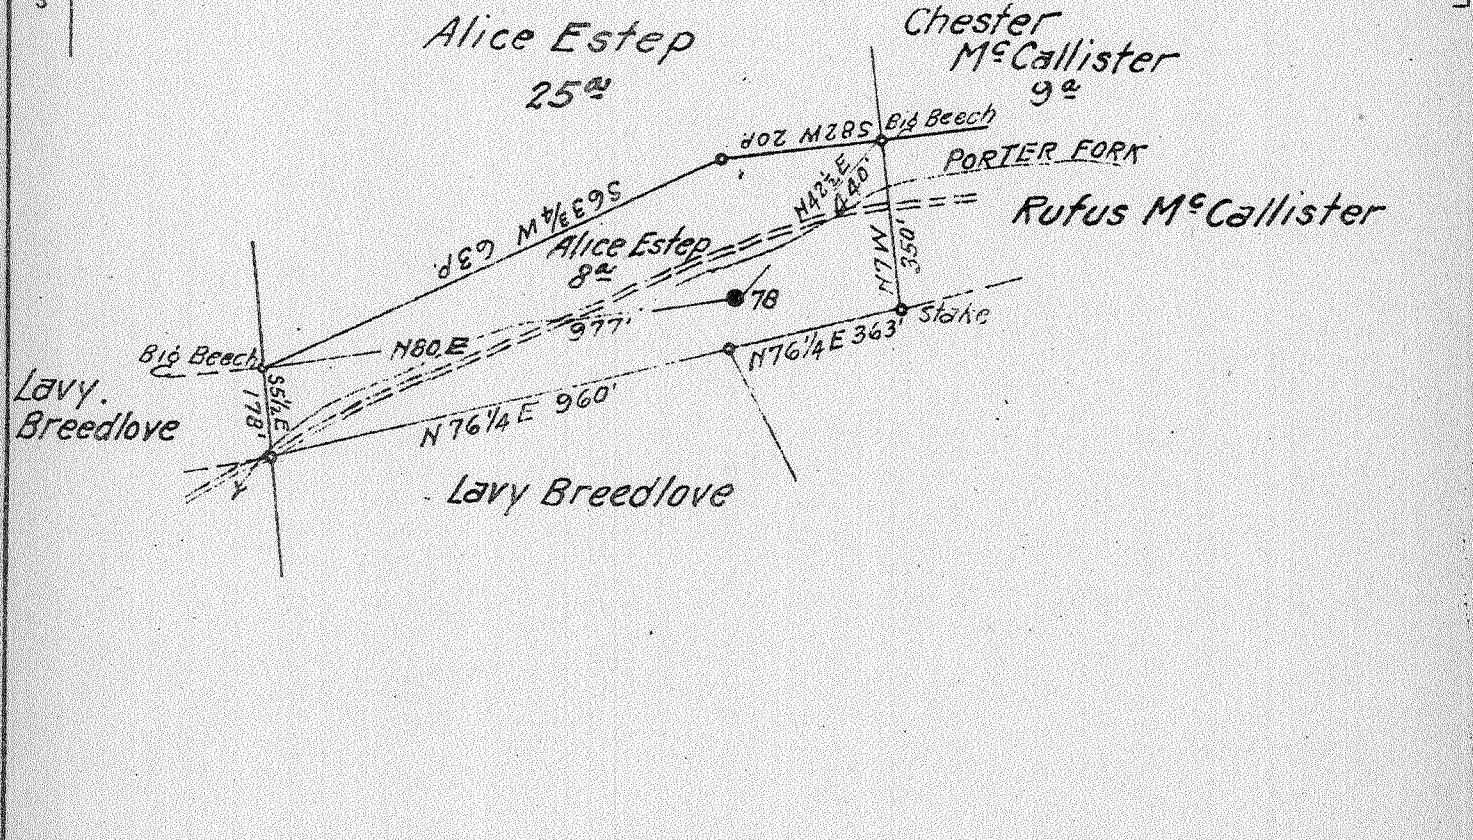 Alice Estep
25ª
Chester
McCallister
9ª
Big Beech
S82W 20P.
PORTER FORK
N42½E
440'
Rufus McCallister
S63¾W 63P.
Alice Estep
8ª
N7W
350'
78
Stake
977'
N80E
Big Beech
N76¼E 363'
Lavy.
Breedlove
S5½E
178'
N76¼E 960'
Lavy Breedlove